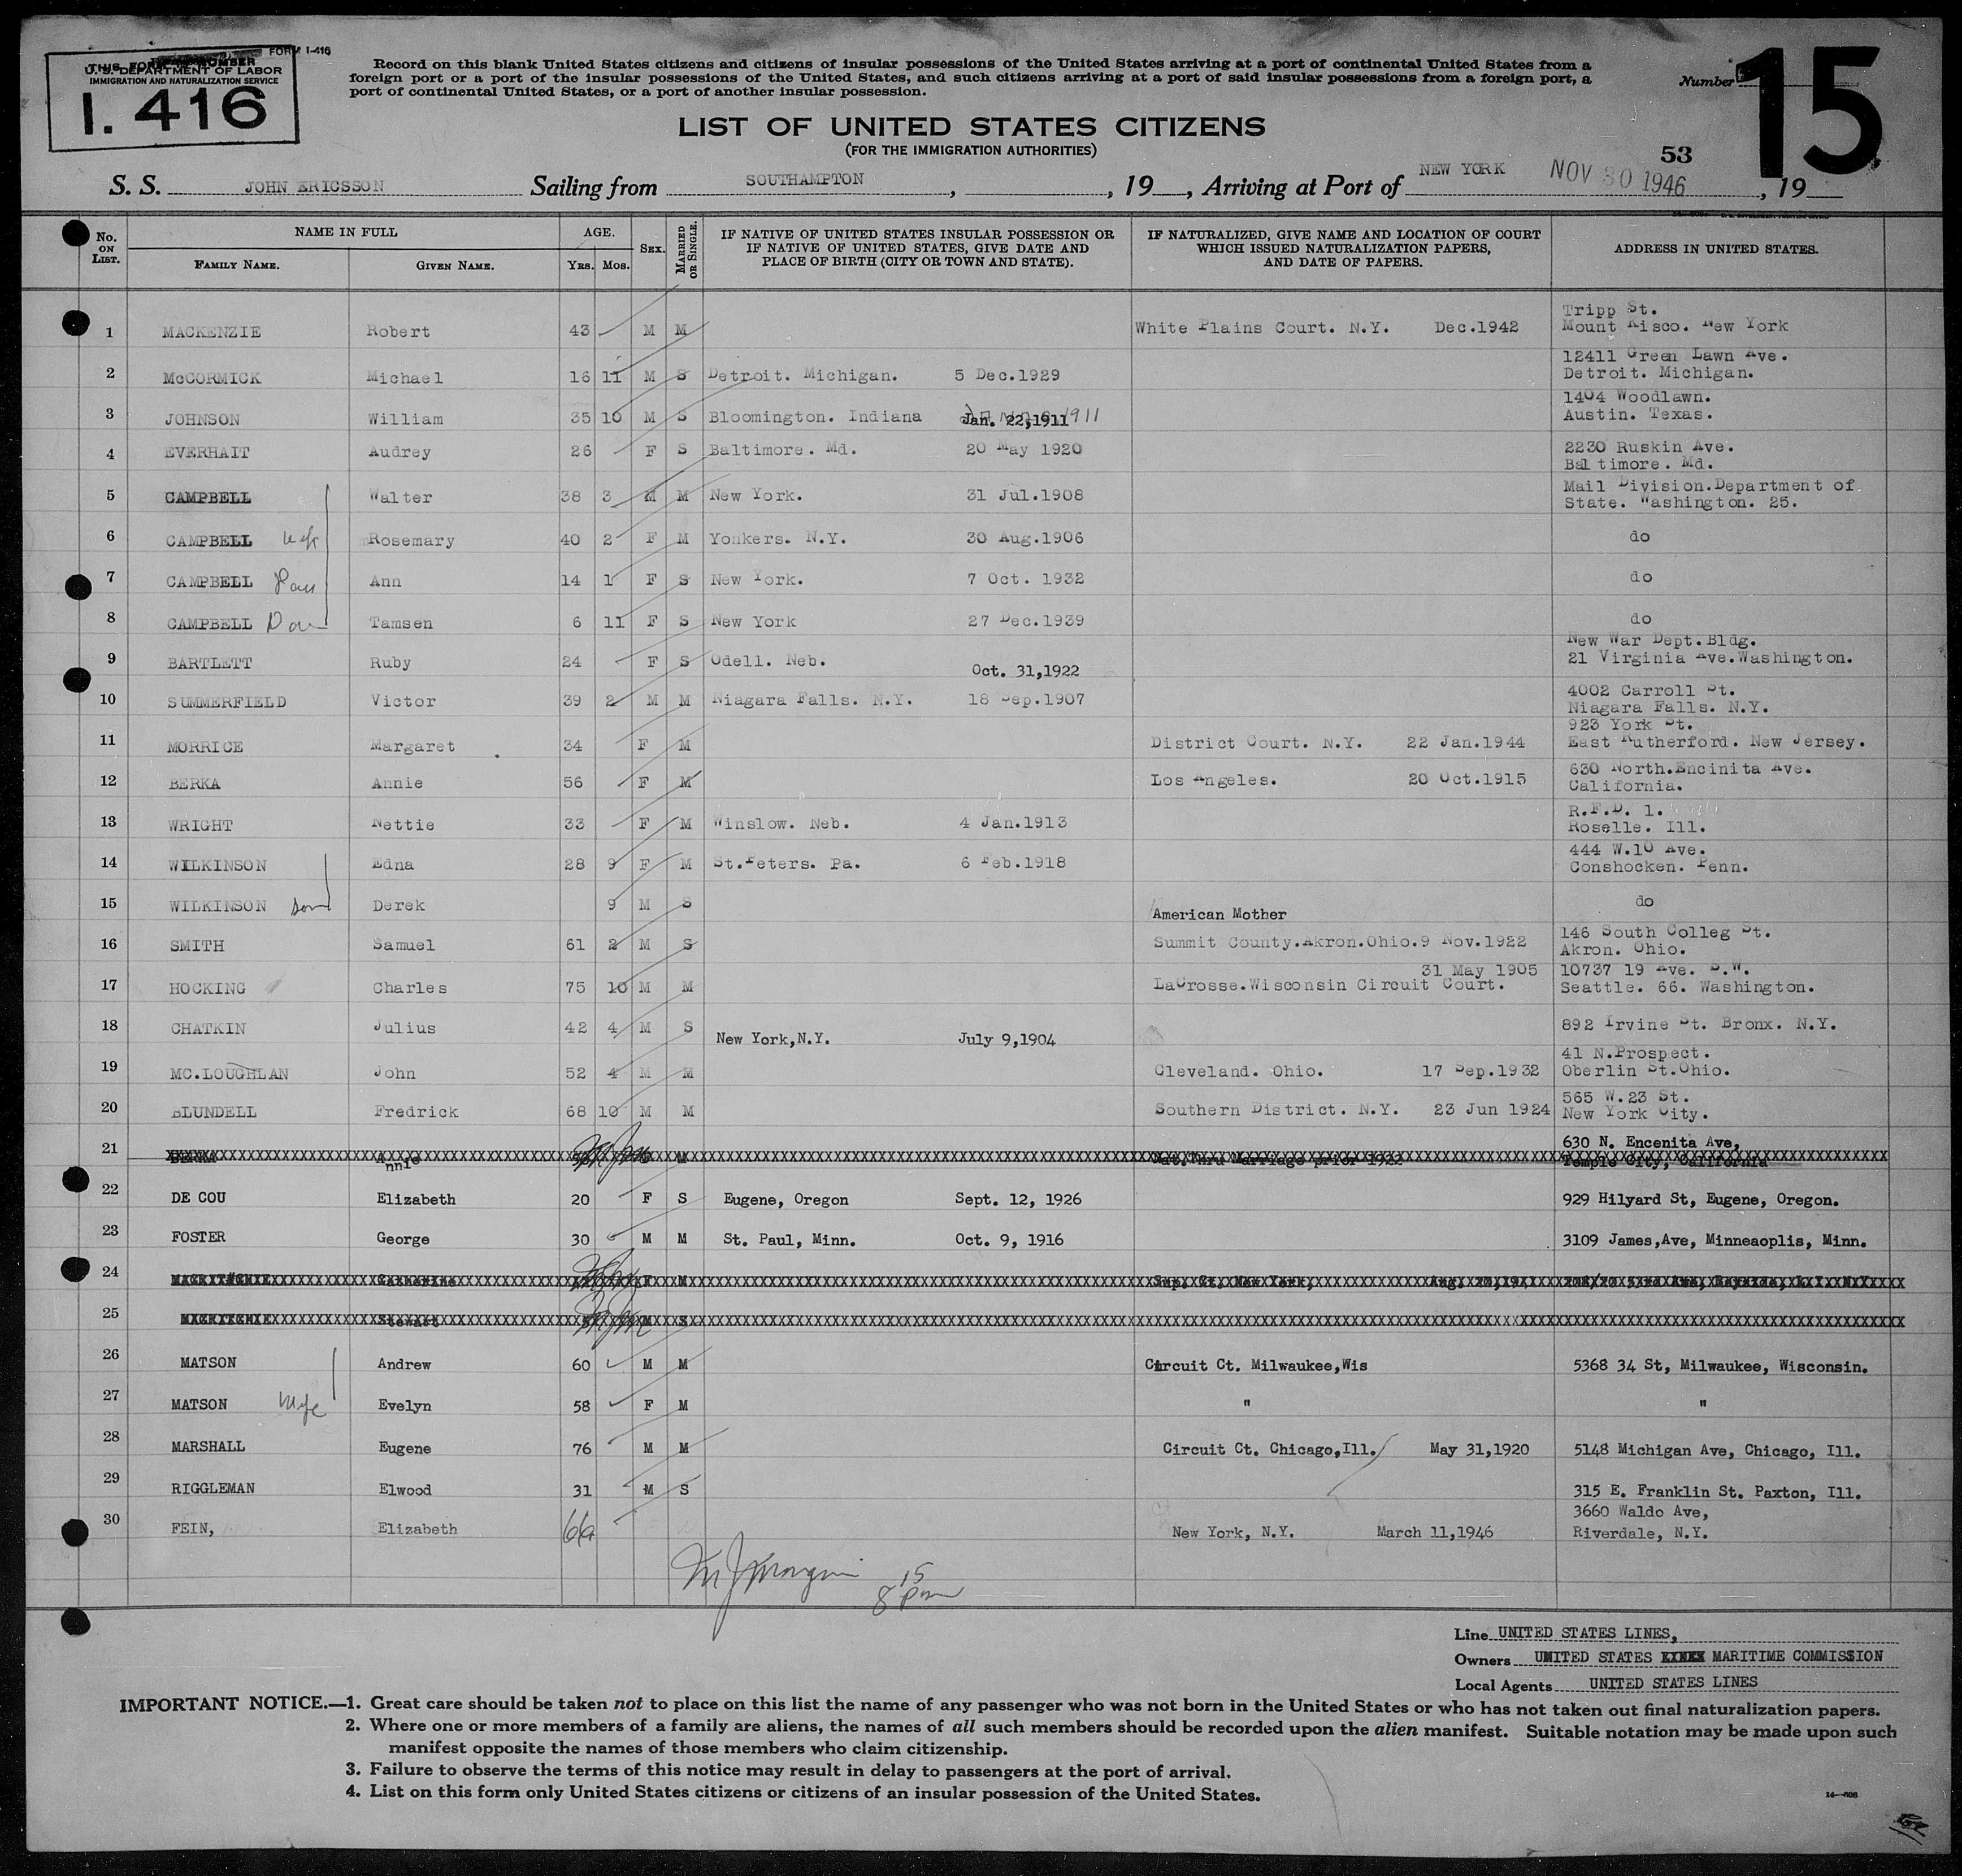 FORM I-416
U. S. DEPARTMENT OF LABOR
IMMIGRATION AND NATURALIZATION SERVICE
I. 416
Record on this blank United States citizens and citizens of insular possessions of the United States arriving at a port of continental United States from a
foreign port or a port of the insular possessions of the United States, and such citizens arriving at a port of said insular possessions from a foreign port, a
port of continental United States, or a port of another insular possession.
Number 15
LIST OF UNITED STATES CITIZENS
(FOR THE IMMIGRATION AUTHORITIES)
53
S. S. JOHN ERICSSON Sailing from SOUTHAMPTON, , 19 , Arriving at Port of NEW YORK NOV 30 1946, 19
No. ON LIST. NAME IN FULL FAMILY NAME. GIVEN NAME. AGE. YRS. MOS. SEX. MARRIED OR SINGLE. IF NATIVE OF UNITED STATES INSULAR POSSESSION OR IF NATIVE OF UNITED STATES, GIVE DATE AND PLACE OF BIRTH (CITY OR TOWN AND STATE). IF NATURALIZED, GIVE NAME AND LOCATION OF COURT WHICH ISSUED NATURALIZATION PAPERS, AND DATE OF PAPERS. ADDRESS IN UNITED STATES.
1 MACKENZIE Robert 43 M M White Plains Court. N.Y. Dec.1942 Tripp St. Mount Kisco. New York
2 McCORMICK Michael 16 11 M S Detroit. Michigan. 5 Dec.1929 12411 Green Lawn Ave. Detroit. Michigan.
3 JOHNSON William 35 10 M S Bloomington. Indiana Jan. 22,1911 1404 Woodlawn. Austin. Texas.
4 EVERHAIT Audrey 26 F S Baltimore. Md. 20 May 1920 2230 Ruskin Ave. Baltimore. Md.
5 CAMPBELL Walter 38 3 M M New York. 31 Jul.1908 Mail Division.Department of State. Washington. 25.
6 CAMPBELL wife Rosemary 40 2 F M Yonkers. N.Y. 30 Aug.1906 do
7 CAMPBELL Dau Ann 14 1 F S New York. 7 Oct. 1932 do
8 CAMPBELL Dau Tamsen 6 11 F S New York 27 Dec.1939 do
9 BARTLETT Ruby 24 F S Odell. Neb. Oct. 31,1922 New War Dept.Bldg. 21 Virginia Ave.Washington.
10 SUMMERFIELD Victor 39 2 M M Niagara Falls. N.Y. 18 Sep.1907 4002 Carroll St. Niagara Falls. N.Y.
11 MORRICE Margaret 34 F M District Court. N.Y. 22 Jan.1944 923 York St. East Rutherford. New Jersey.
12 BERKA Annie 56 F M Los Angeles. 20 Oct.1915 630 North.Encinita Ave. California.
13 WRIGHT Nettie 33 F M Winslow. Neb. 4 Jan.1913 R.F.D. 1. Roselle. Ill.
14 WILKINSON Edna 28 9 F M St.Peters. Pa. 6 Feb.1918 444 W.10 Ave. Conshocken. Penn.
15 WILKINSON Son Derek 9 M S American Mother do
16 SMITH Samuel 61 2 M S Summit County.Akron.Ohio.9 Nov.1922 146 South Colleg St. Akron. Ohio.
17 HOCKING Charles 75 10 M M 31 May 1905 LaCrosse.Wisconsin Circuit Court. 10737 19 Ave. S.W. Seattle. 66. Washington.
18 CHATKIN Julius 42 4 M S New York,N.Y. July 9,1904 892 Irvine St. Bronx. N.Y.
19 MC.LOUGHLAN John 52 4 M M Cleveland. Ohio. 17 Sep.1932 41 N.Prospect. Oberlin St.Ohio.
20 BLUNDELL Fredrick 68 10 M M Southern District. N.Y. 23 Jun 1924 565 W.23 St. New York City.
21 BERKA Annie M Nat.Thru Marriage prior 1922 630 N. Encenita Ave, Temple City, California
22 DE COU Elizabeth 20 F S Eugene, Oregon Sept. 12, 1926 929 Hilyard St, Eugene, Oregon.
23 FOSTER George 30 M M St. Paul, Minn. Oct. 9, 1916 3109 James,Ave, Minneaoplis, Minn.
24 Catherine F M Sup. Ct. New York,
25 Stewart M S
26 MATSON Andrew 60 M M Circuit Ct. Milwaukee,Wis 5368 34 St, Milwaukee, Wisconsin.
27 MATSON Wife Evelyn 58 F M " "
28 MARSHALL Eugene 76 M M Circuit Ct. Chicago,Ill. May 31,1920 5148 Michigan Ave, Chicago, Ill.
29 RIGGLEMAN Elwood 31 M S 315 E. Franklin St. Paxton, Ill.
30 FEIN, Elizabeth 69 New York, N.Y. March 11,1946 3660 Waldo Ave, Riverdale, N.Y.
15
8 pm
Line UNITED STATES LINES,
Owners UNITED STATES MARITIME COMMISSION
Local Agents UNITED STATES LINES
IMPORTANT NOTICE.—1. Great care should be taken not to place on this list the name of any passenger who was not born in the United States or who has not taken out final naturalization papers.
2. Where one or more members of a family are aliens, the names of all such members should be recorded upon the alien manifest. Suitable notation may be made upon such
manifest opposite the names of those members who claim citizenship.
3. Failure to observe the terms of this notice may result in delay to passengers at the port of arrival.
4. List on this form only United States citizens or citizens of an insular possession of the United States.